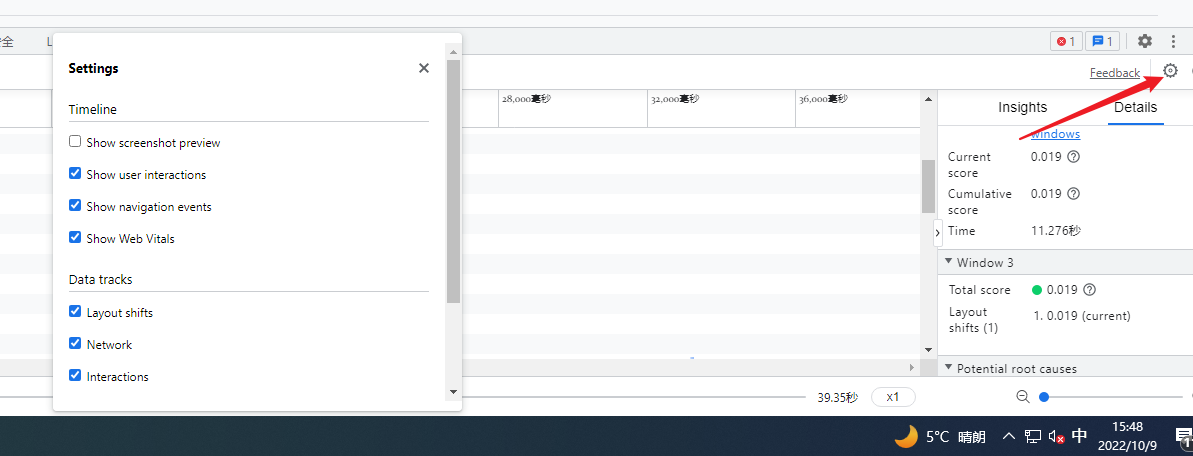 安全
L
1
1
Settings
Feedback
Timeline
28,000毫秒
32,000毫秒
36,000毫秒
Insights
Details
Show screenshot preview
windows
Show user interactions
Current score
0.019
Show navigation events
Cumulative score
0.019
Show Web Vitals
Time
11.276秒
Window 3
Data tracks
Total score
0.019
Layout shifts
Layout shifts (1)
1. 0.019 (current)
Network
Interactions
Potential root causes
39.35秒
x1
5°C 晴朗
中
15:48
2022/10/9
1